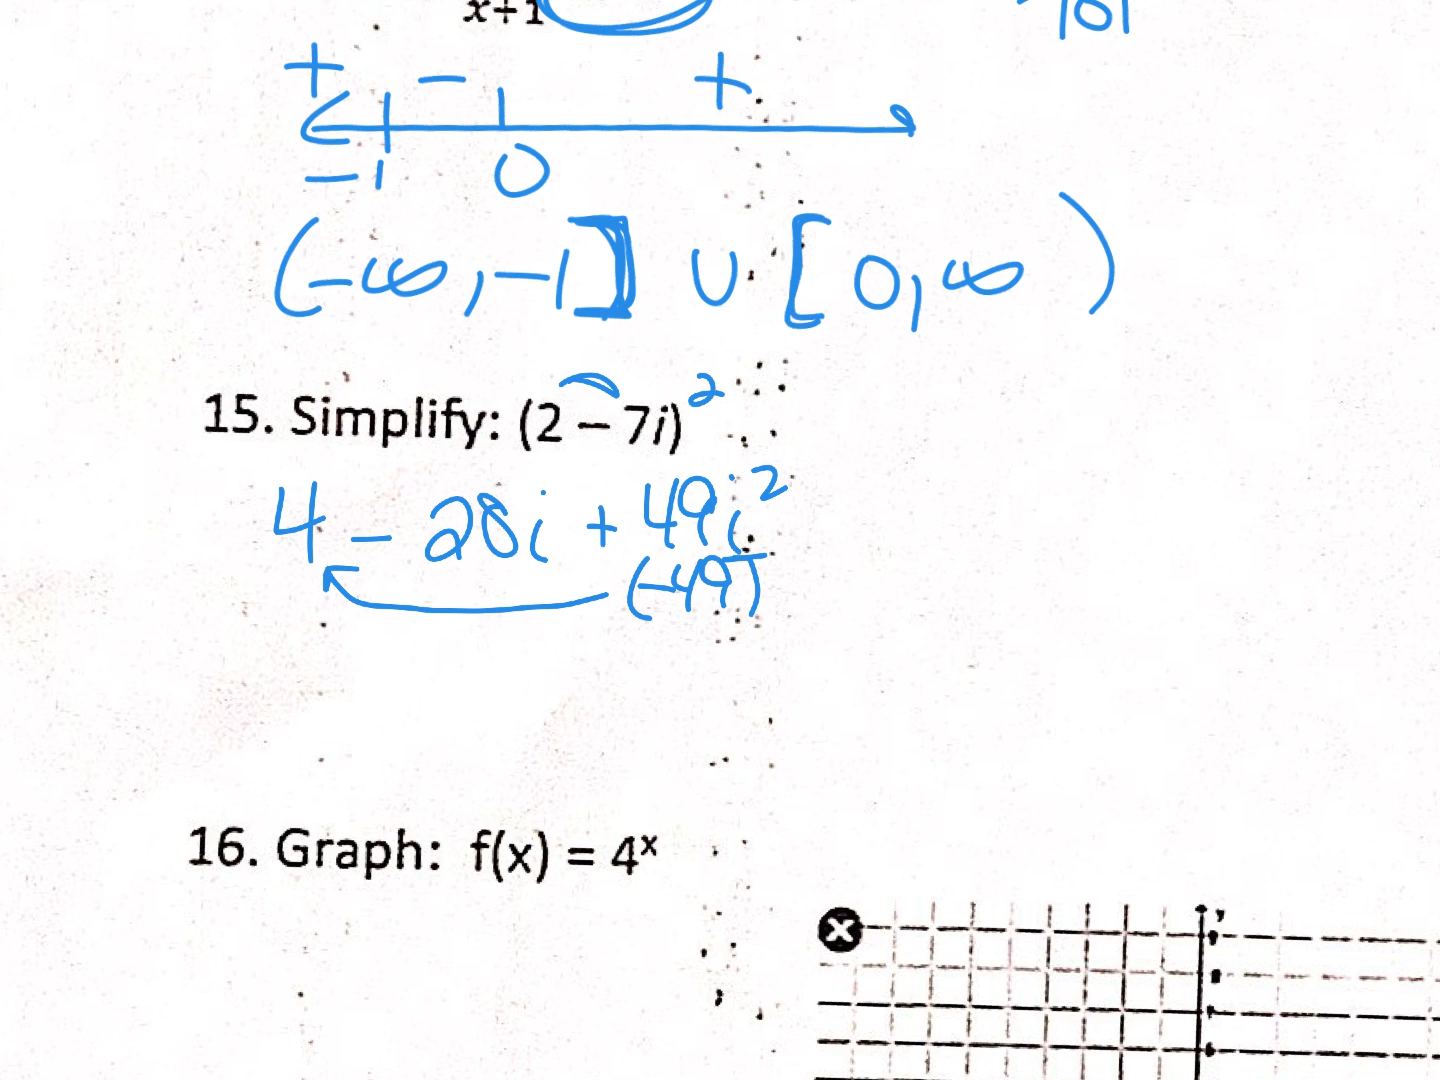 x+1
+ − +
−1 0
(-∞, -1] ∪ [0, ∞)
15. Simplify: (2 – 7i)²
4 − 28i + 49i²
(-49)
16. Graph: f(x) = 4ˣ
y